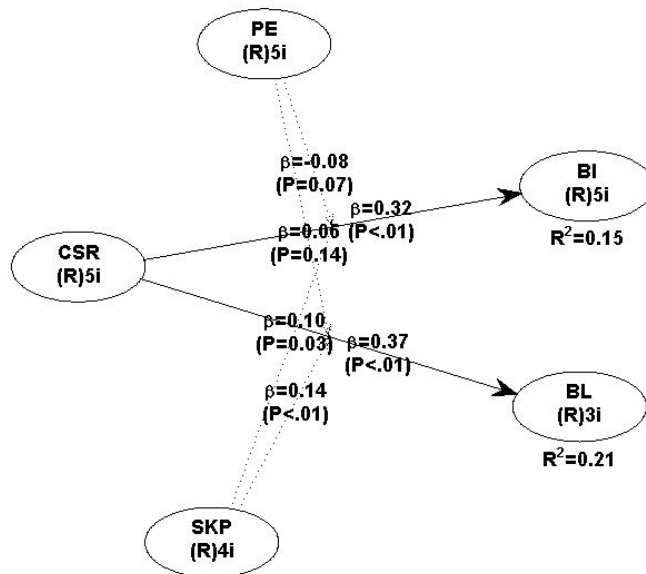 PE
(R)5i
β=-0.08
(P=0.07)
BI
(R)5i
R²=0.15
β=0.32
(P<.01)
β=0.06
(P=0.14)
CSR
(R)5i
β=0.10
(P=0.03)
β=0.37
(P<.01)
β=0.14
(P<.01)
BL
(R)3i
R²=0.21
SKP
(R)4i